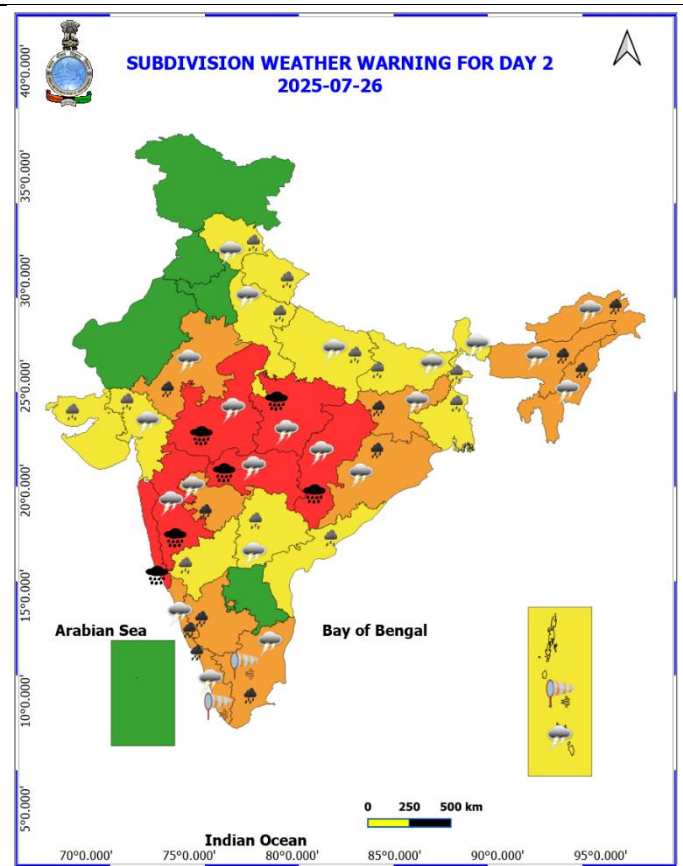 SUBDIVISION WEATHER WARNING FOR DAY 2
2025-07-26
40°0.000'
35°0.000'
30°0.000'
25°0.000'
20°0.000'
15°0.000'
10°0.000'
5°0.000'
Arabian Sea
Bay of Bengal
0 250 500 km
Indian Ocean
70°0.000' 75°0.000' 80°0.000' 85°0.000' 90°0.000' 95°0.000'